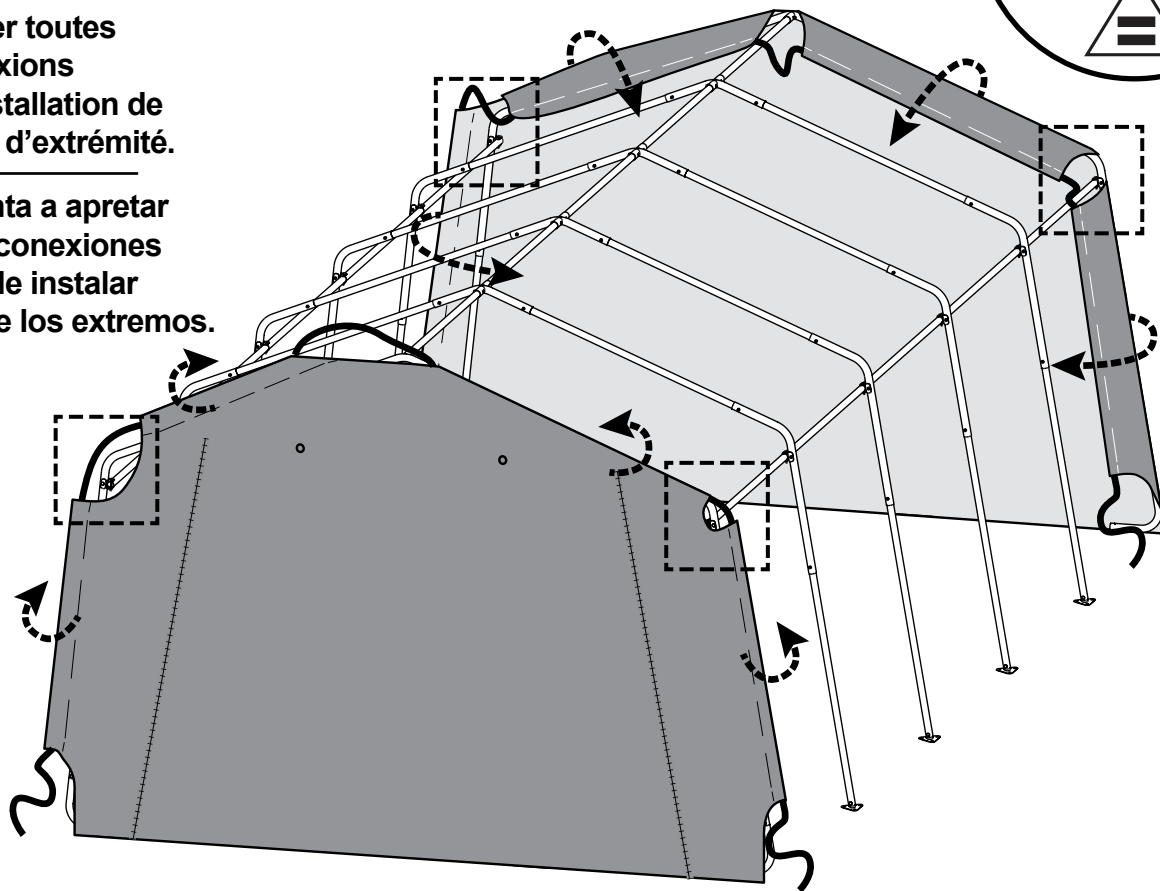 er toutes
xions
stallation de
d’extrémité.
nta a apretar
conexiones
de instalar
e los extremos.